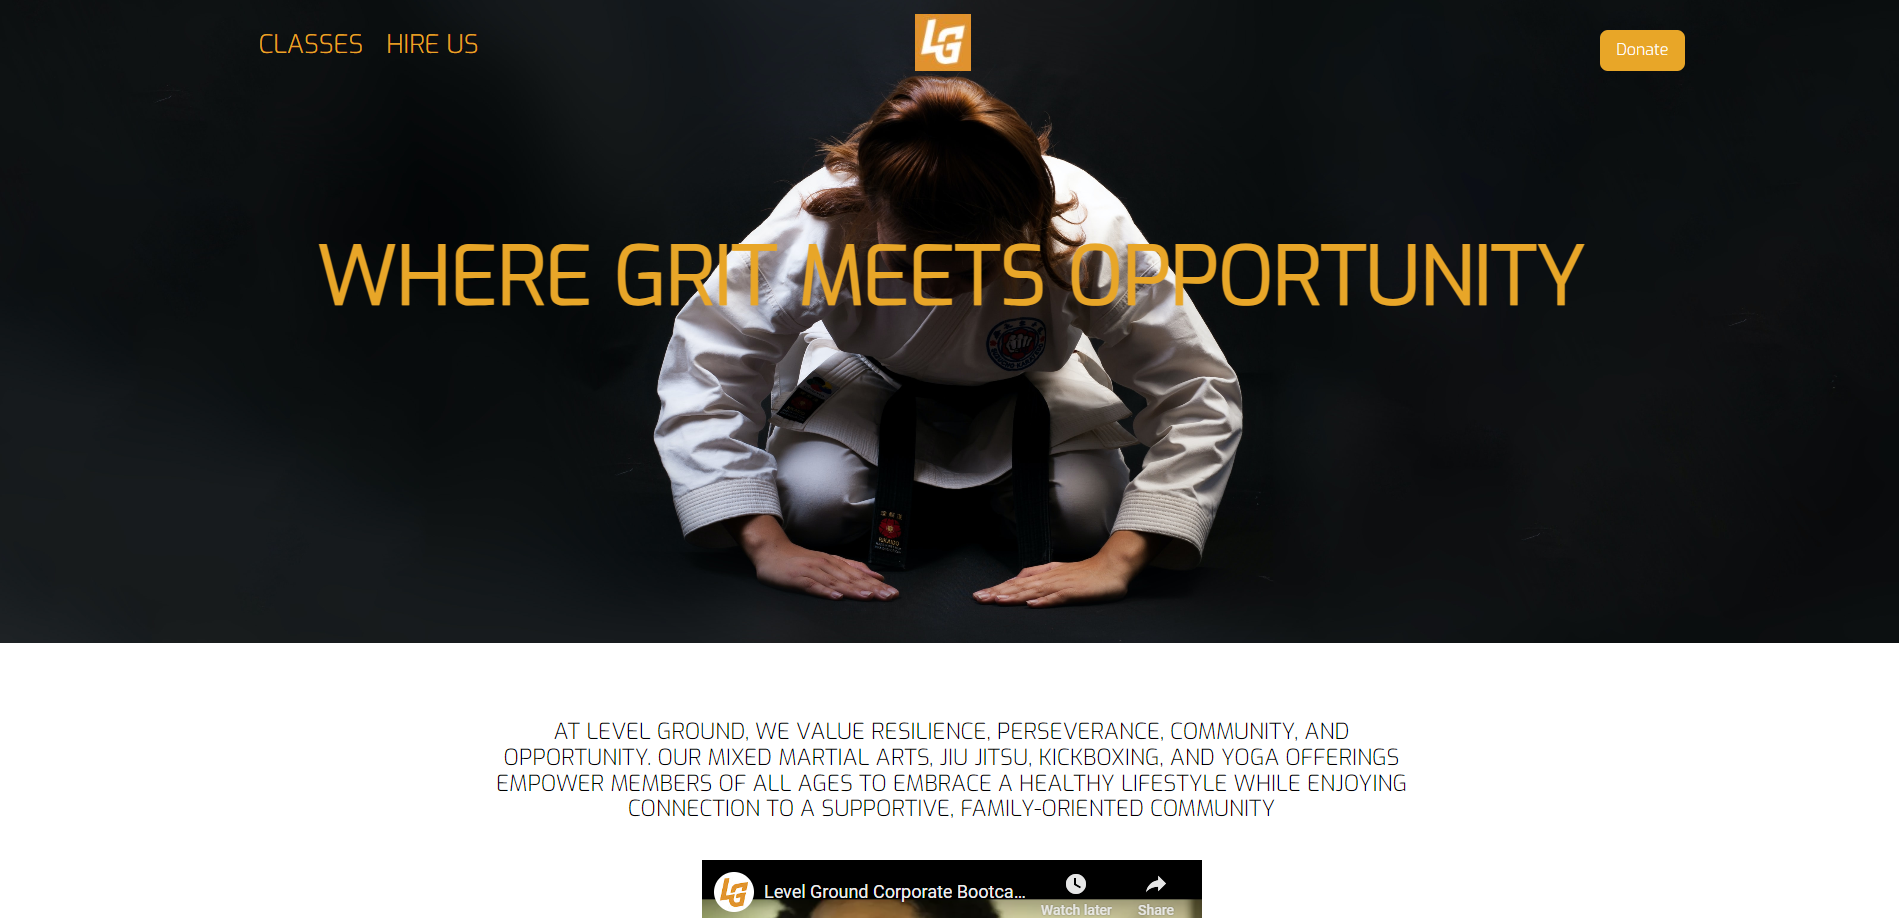 CLASSES HIRE US
LG
Donate
WHERE GRIT MEETS OPPORTUNITY
AT LEVEL GROUND, WE VALUE RESILIENCE, PERSEVERANCE, COMMUNITY, AND
OPPORTUNITY. OUR MIXED MARTIAL ARTS, JIU JITSU, KICKBOXING, AND YOGA OFFERINGS
EMPOWER MEMBERS OF ALL AGES TO EMBRACE A HEALTHY LIFESTYLE WHILE ENJOYING
CONNECTION TO A SUPPORTIVE, FAMILY-ORIENTED COMMUNITY
LG
Level Ground Corporate Bootca...
Watch later
Share